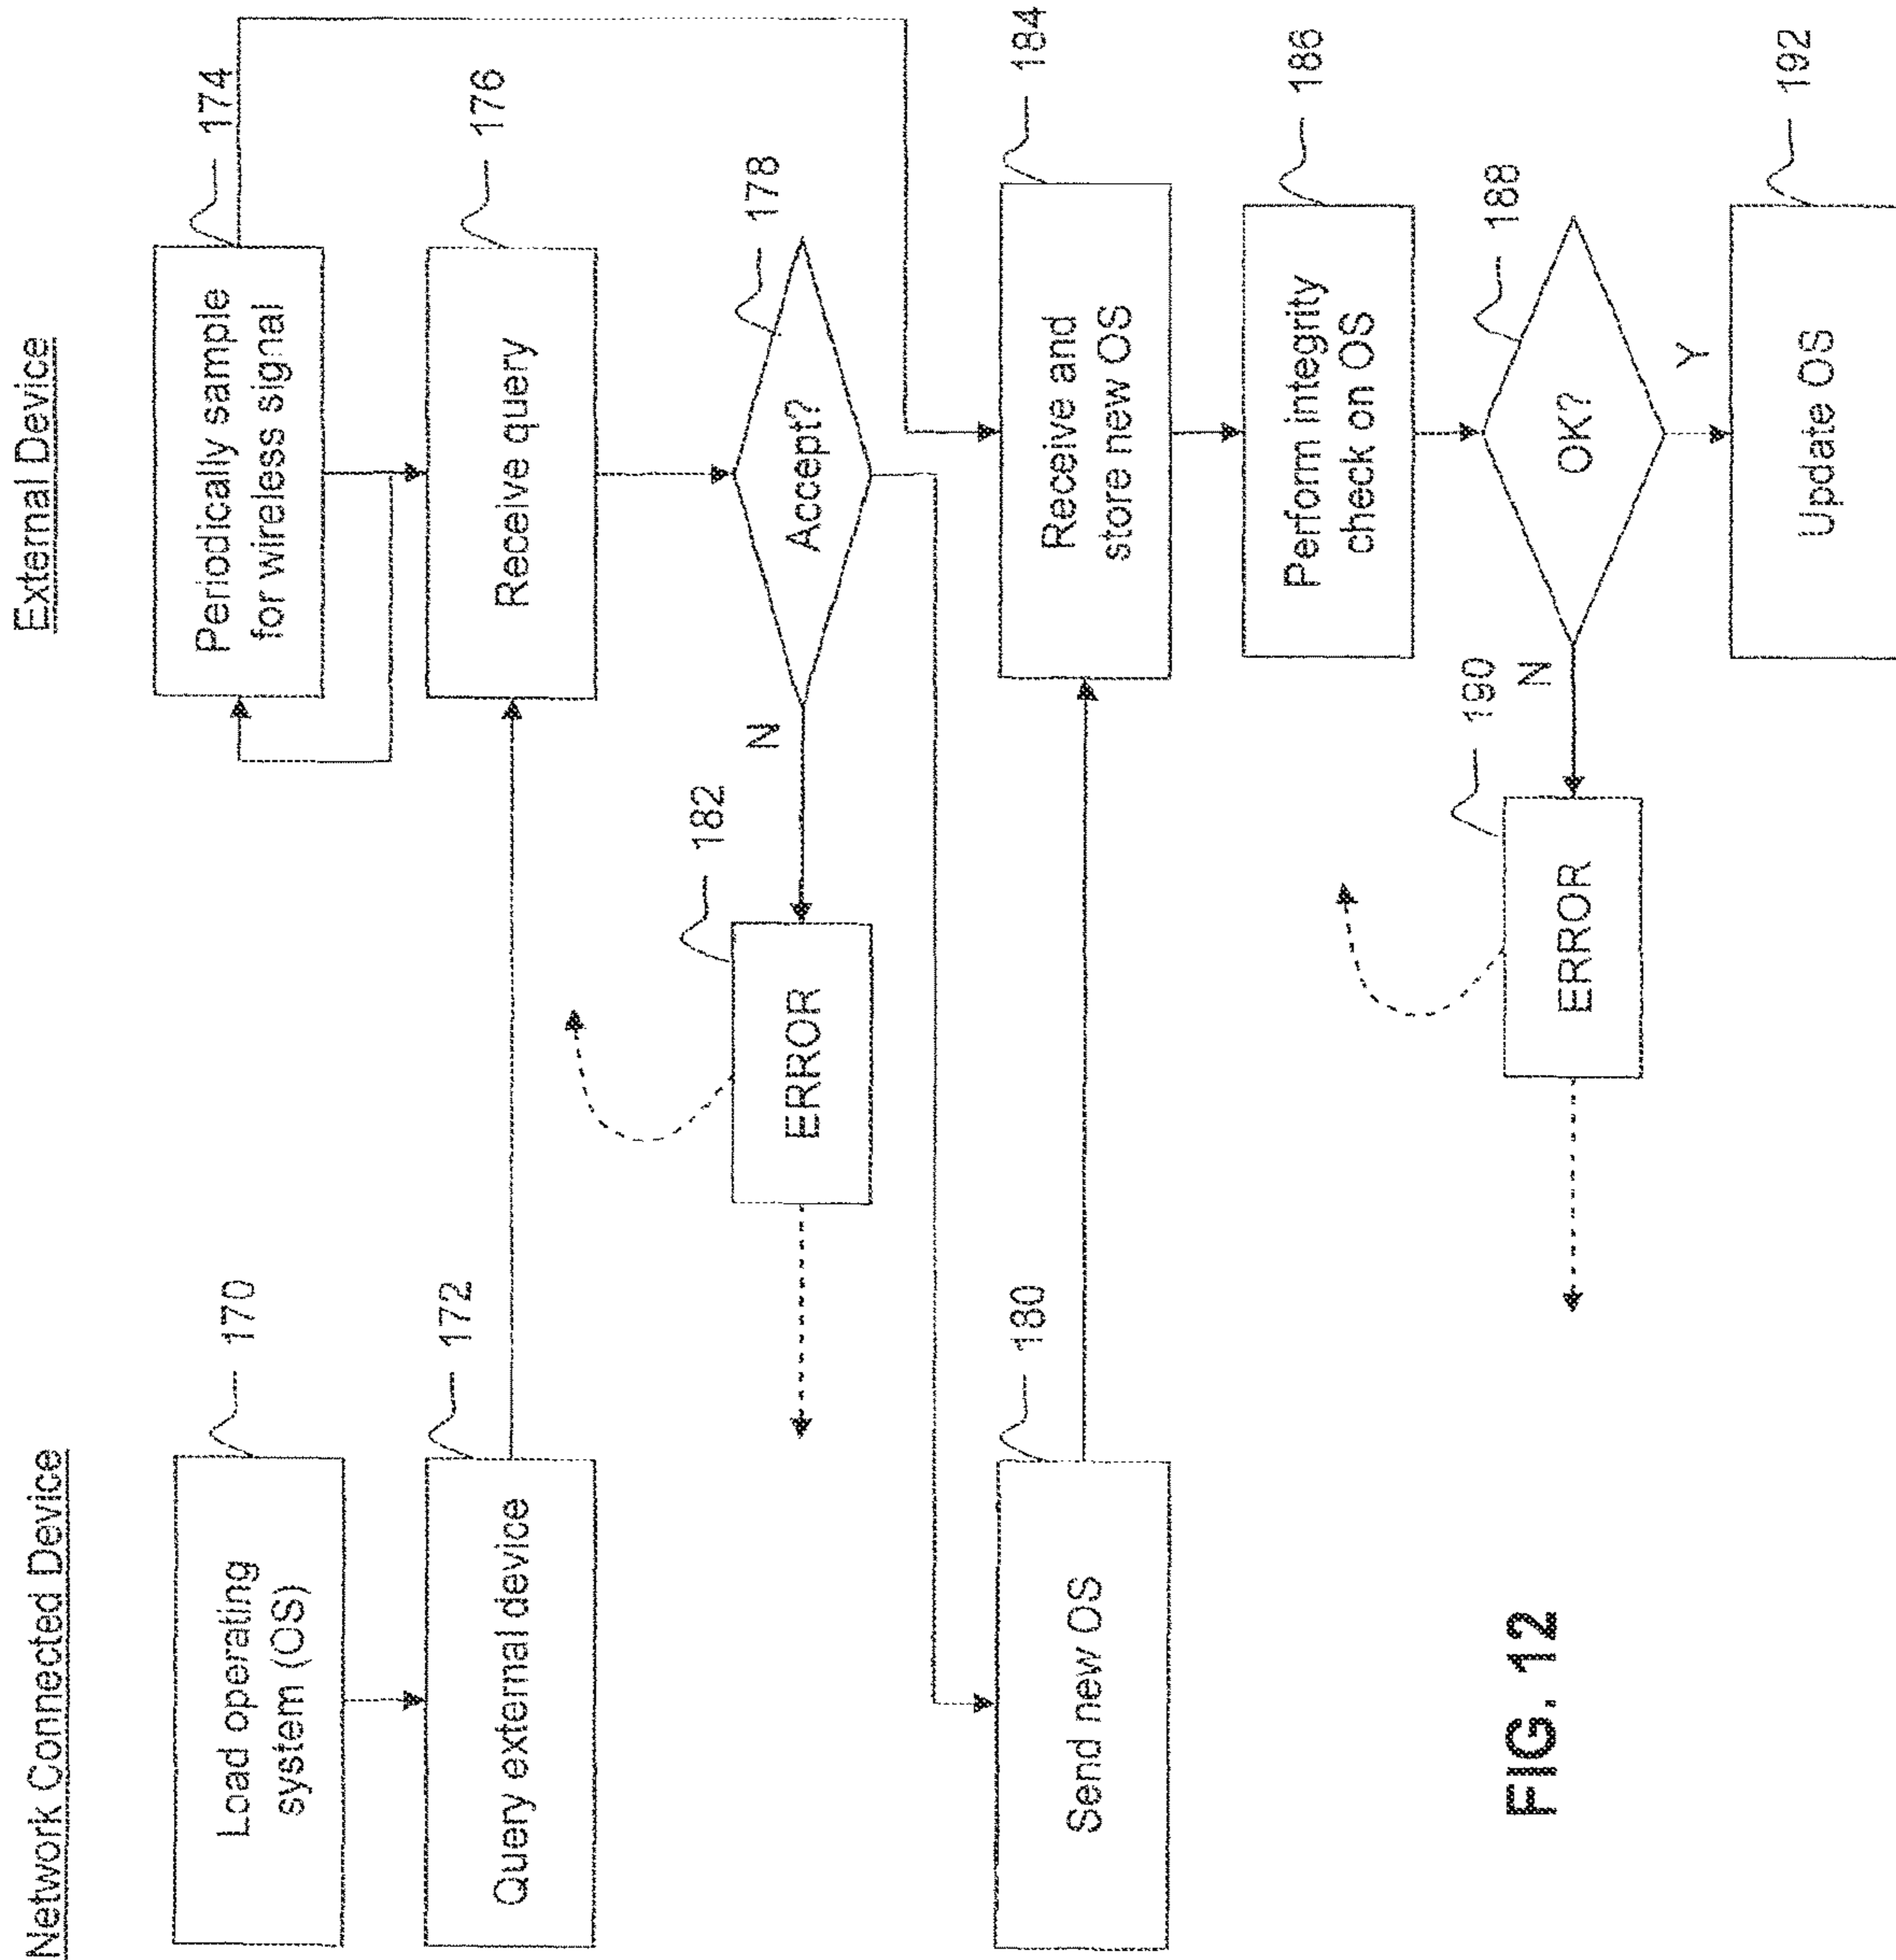 Network Connected Device
External Device
Load operating
system (OS)
170
Periodically sample
for wireless signal
174
Query external device
172
Receive query
176
Accept?
178
N
ERROR
182
Send new OS
180
Receive and
store new OS
184
Perform integrity
check on OS
186
OK?
188
N
ERROR
190
Y
Update OS
192
FIG. 12